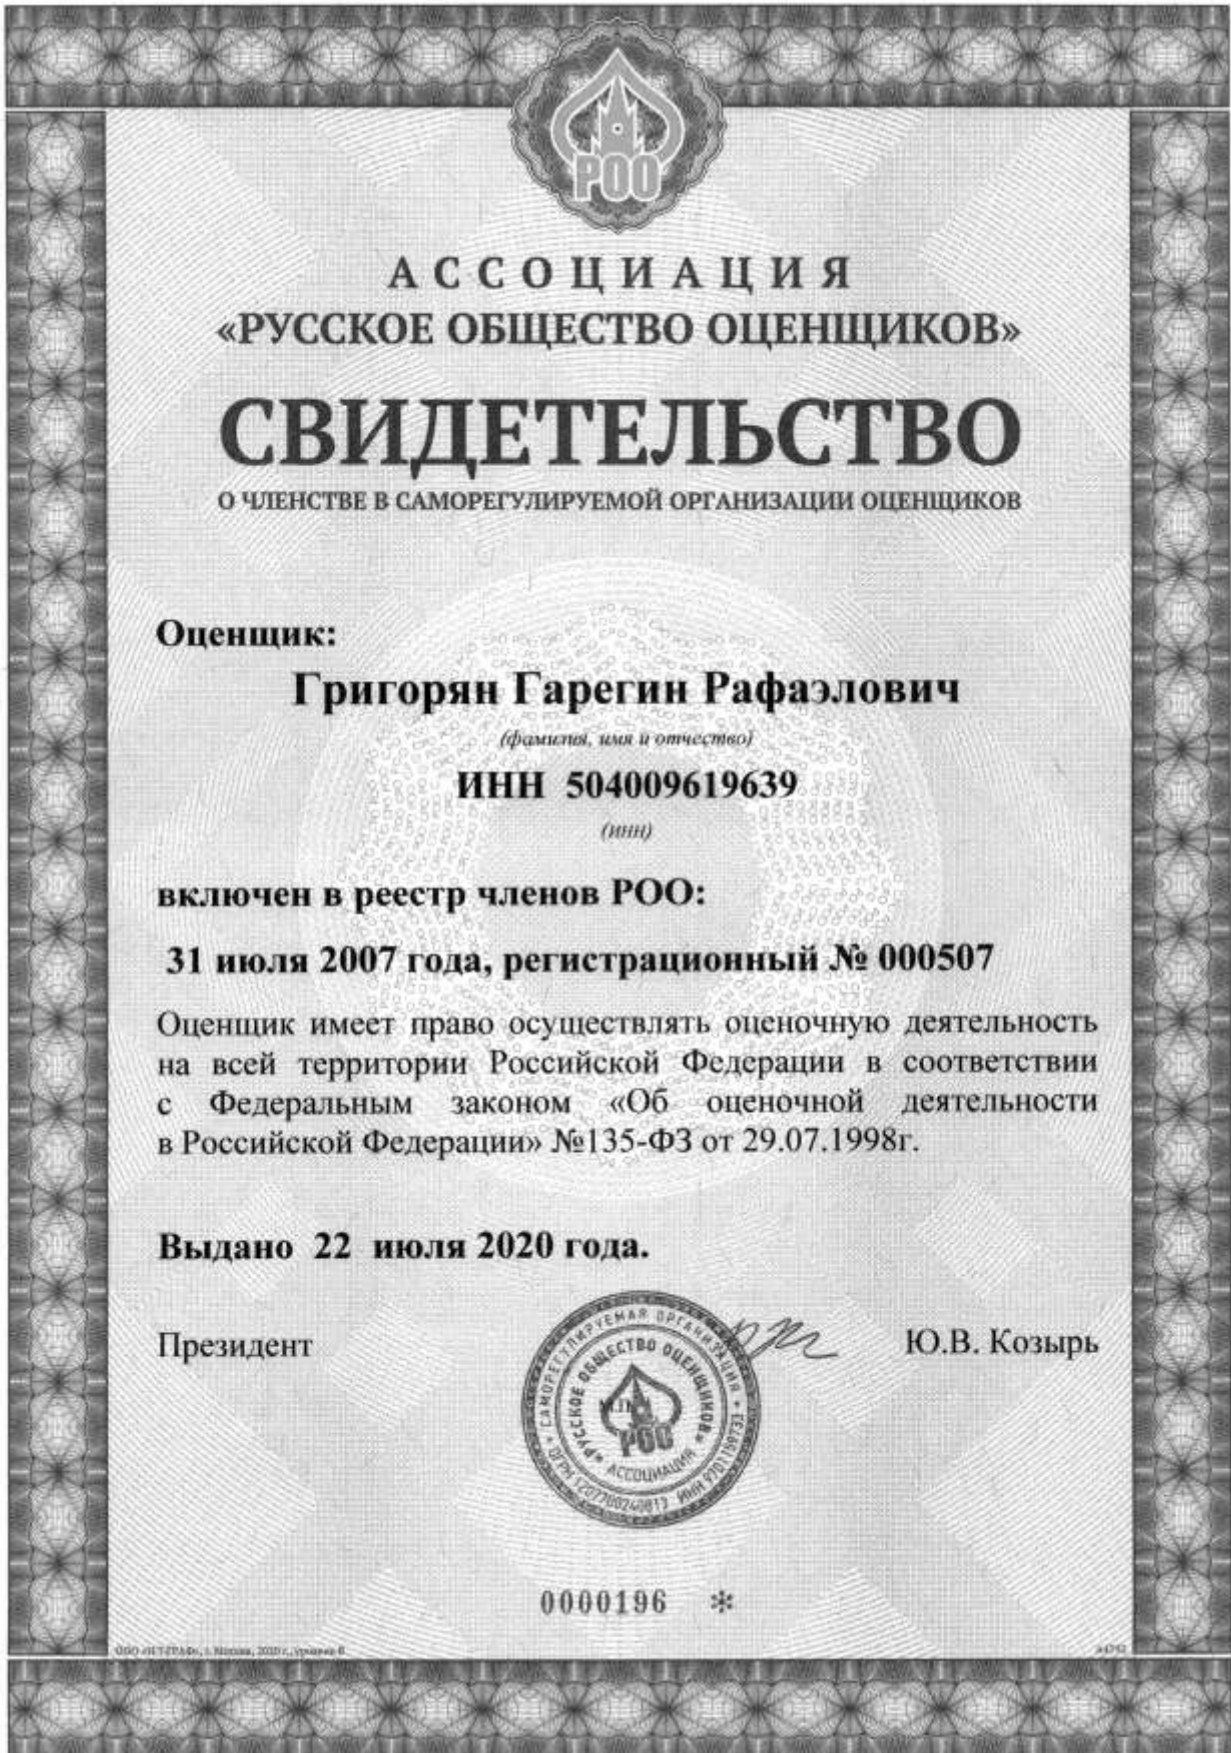 РОО
АССОЦИАЦИЯ
«РУССКОЕ ОБЩЕСТВО ОЦЕНЩИКОВ»
СВИДЕТЕЛЬСТВО
О ЧЛЕНСТВЕ В САМОРЕГУЛИРУЕМОЙ ОРГАНИЗАЦИИ ОЦЕНЩИКОВ
Оценщик:
Григорян Гарегин Рафаэлович
(фамилия, имя и отчество)
ИНН 504009619639
(инн)
включен в реестр членов РОО:
31 июля 2007 года, регистрационный № 000507
Оценщик имеет право осуществлять оценочную деятельность
на всей территории Российской Федерации в соответствии
с Федеральным законом «Об оценочной деятельности
в Российской Федерации» №135-ФЗ от 29.07.1998г.
Выдано 22 июля 2020 года.
Президент
Ю.В. Козырь
САМОРЕГУЛИРУЕМАЯ ОРГАНИЗАЦИЯ
ОГРН 1207700240813 ИНН
«РУССКОЕ ОБЩЕСТВО ОЦЕНЩИКОВ»
АССОЦИАЦИЯ
РОО
0000196 *